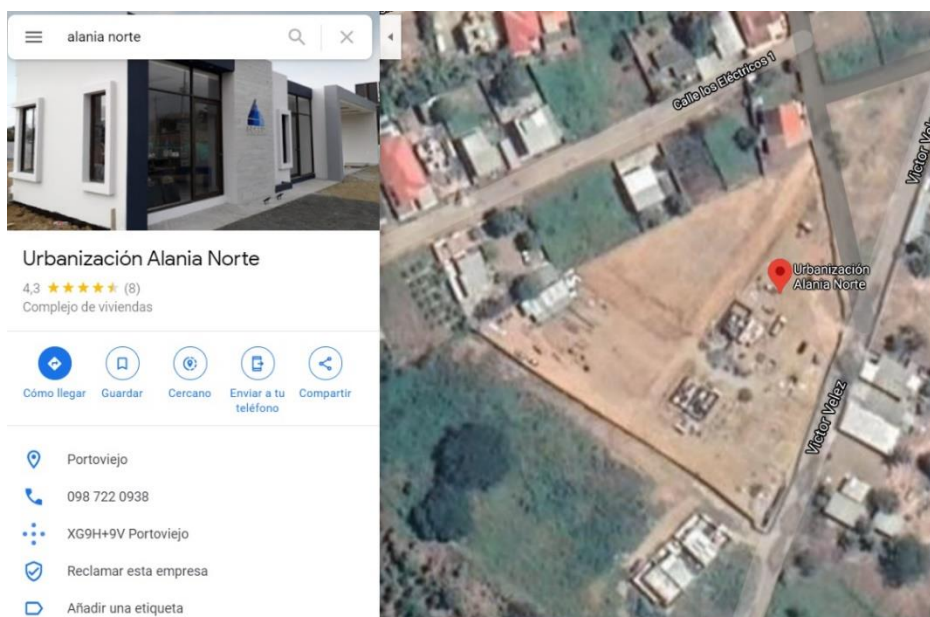 alania norte
Urbanización Alania Norte
4,3 (8)
Complejo de viviendas
Cómo llegar
Guardar
Cercano
Enviar a tu
teléfono
Compartir
Portoviejo
098 722 0938
XG9H+9V Portoviejo
Reclamar esta empresa
Añadir una etiqueta
Calle los Eléctricos 1
Victor Vel
Urbanización
Alania Norte
Victor Velez